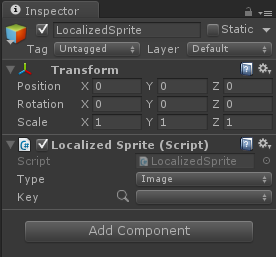 Inspector
LocalizedSprite Static
Tag Untagged Layer Default
Transform
Position X 0 Y 0 Z 0
Rotation X 0 Y 0 Z 0
Scale X 1 Y 1 Z 1
Localized Sprite (Script)
Script LocalizedSprite
Type Image
Key
Add Component